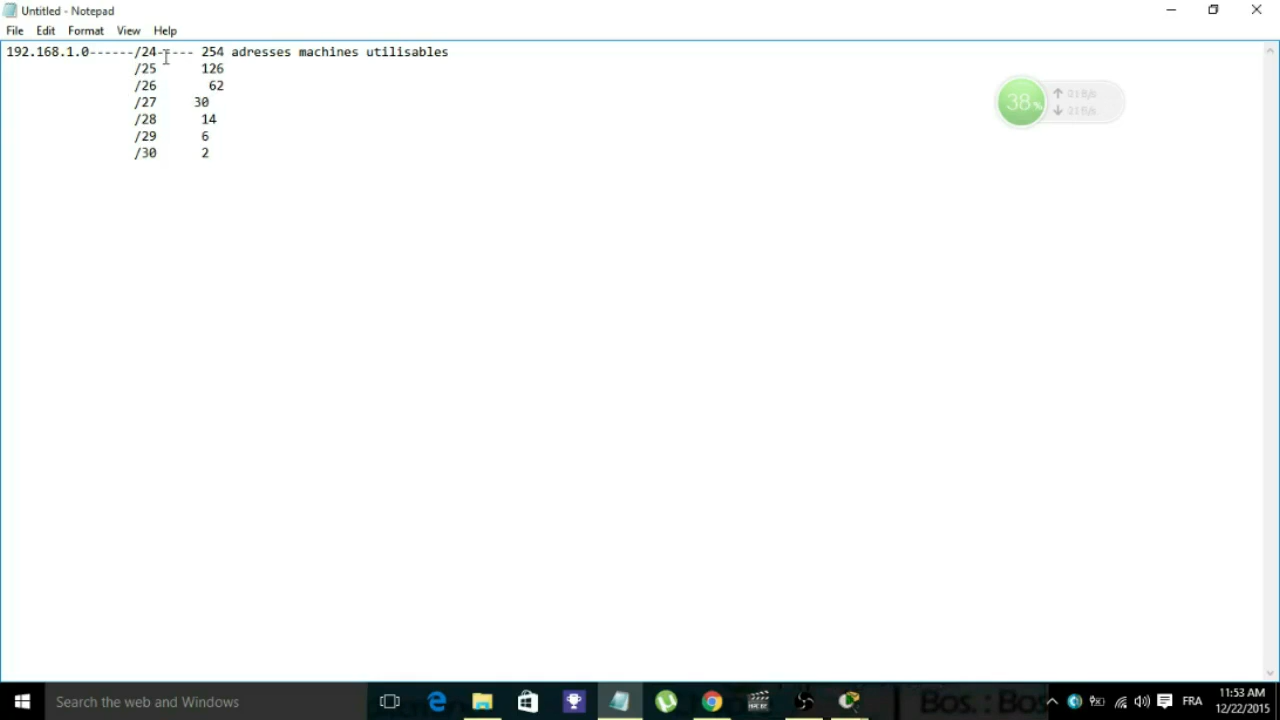 Untitled - Notepad
File Edit Format View Help
192.168.1.0------/24----- 254 adresses machines utilisables
/25 126
/26 62
/27 30
/28 14
/29 6
/30 2
38%
Search the web and Windows
Bos. : Bos
FRA
11:53 AM
12/22/2015